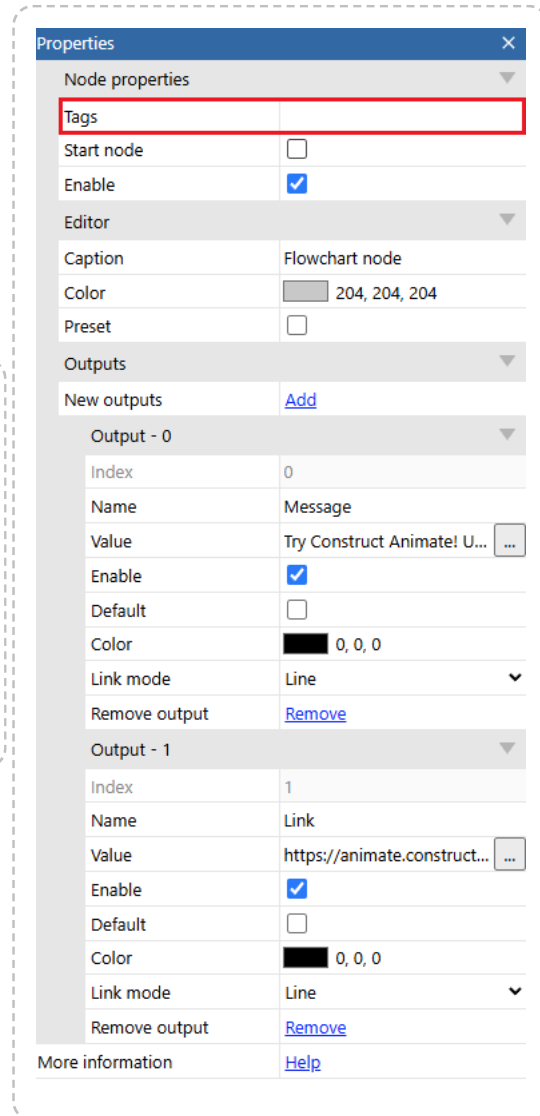 Properties ×
Node properties
Tags
Start node
Enable
Editor
Caption Flowchart node
Color 204, 204, 204
Preset
Outputs
New outputs Add
Output - 0
Index 0
Name Message
Value Try Construct Animate! U... ...
Enable
Default
Color 0, 0, 0
Link mode Line
Remove output Remove
Output - 1
Index 1
Name Link
Value https://animate.construct... ...
Enable
Default
Color 0, 0, 0
Link mode Line
Remove output Remove
More information Help